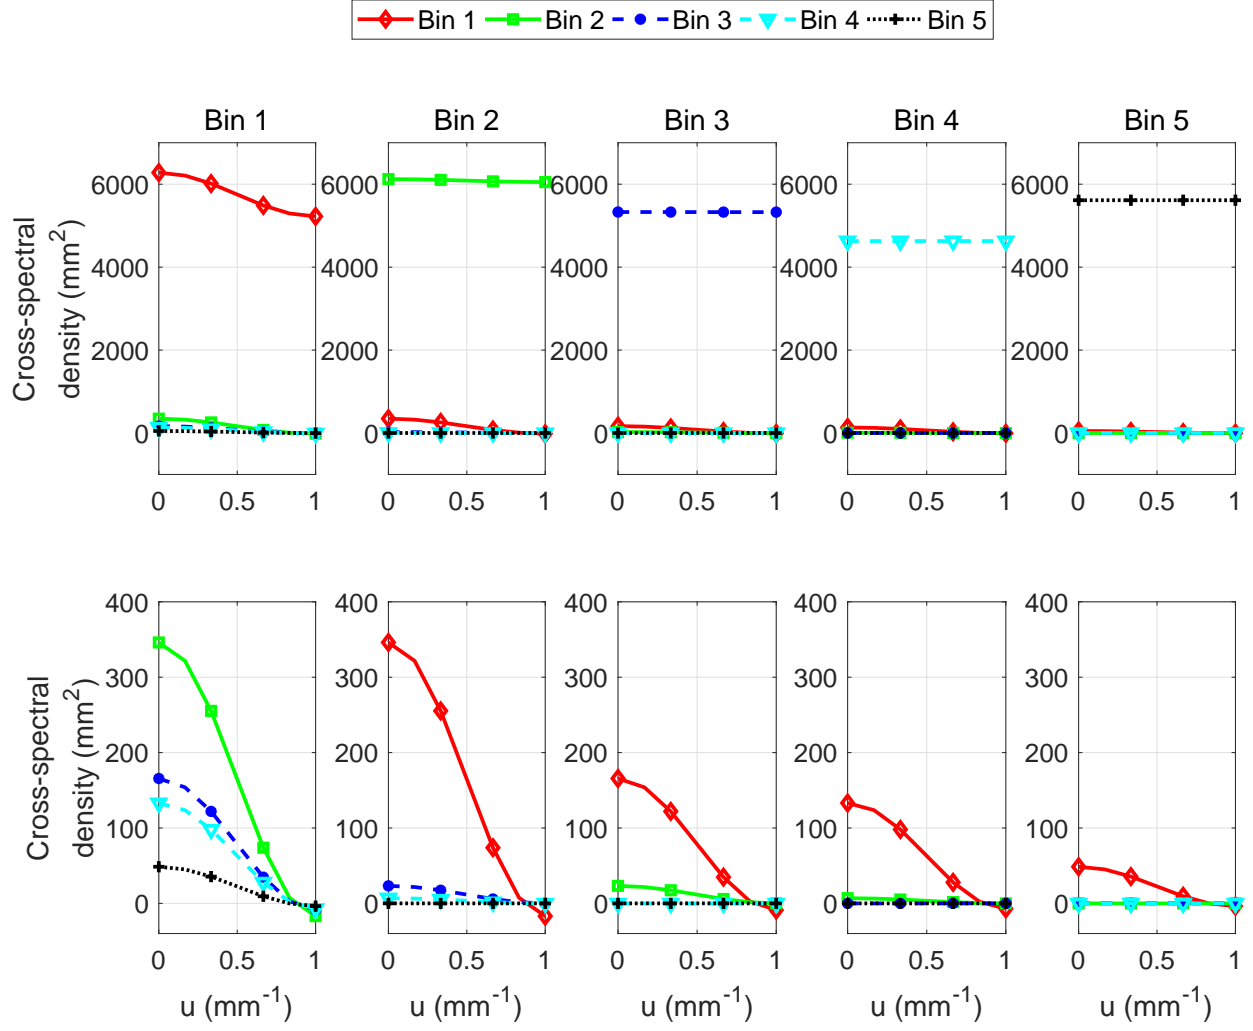 Bin 1 Bin 2 Bin 3 Bin 4 Bin 5
Bin 1 Bin 2 Bin 3 Bin 4 Bin 5
Cross-spectral
density (mm²)
6000 6000 6000 6000 6000
4000 4000 4000 4000 4000
2000 2000 2000 2000 2000
0 0 0 0 0
0 0.5 1 0 0.5 1 0 0.5 1 0 0.5 1 0 0.5 1
Cross-spectral
density (mm²)
400 400 400 400 400
300 300 300 300 300
200 200 200 200 200
100 100 100 100 100
0 0 0 0 0
0 0.5 1 0 0.5 1 0 0.5 1 0 0.5 1 0 0.5 1
u (mm⁻¹) u (mm⁻¹) u (mm⁻¹) u (mm⁻¹) u (mm⁻¹)